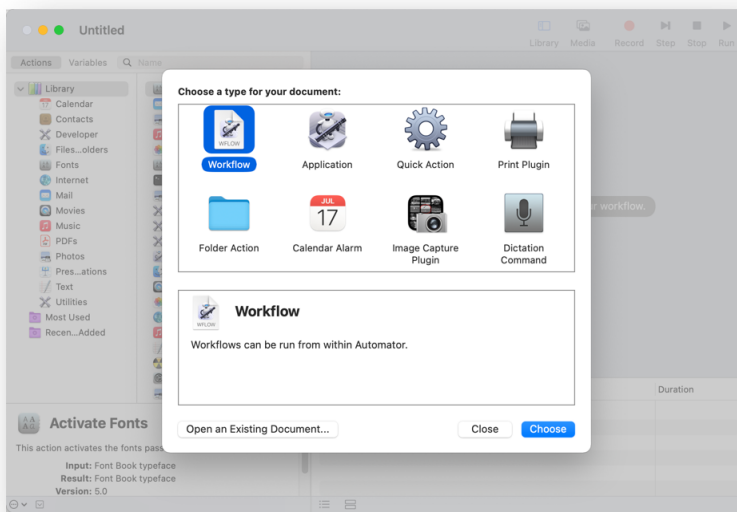 Untitled
Library Media Record Step Stop Run
Actions Variables Name
Library
Calendar
Contacts
Developer
Files...olders
Fonts
Internet
Mail
Movies
Music
PDFs
Photos
Pres...ations
Text
Utilities
Most Used
Recen...Added
Choose a type for your document:
WFLOW
Workflow
Application
Quick Action
Print Plugin
Folder Action
JUL
17
Calendar Alarm
Image Capture
Plugin
Dictation
Command
workflow.
WFLOW
Workflow
Workflows can be run from within Automator.
Open an Existing Document... Close Choose
Duration
Activate Fonts
This action activates the fonts pass
Input: Font Book typeface
Result: Font Book typeface
Version: 5.0